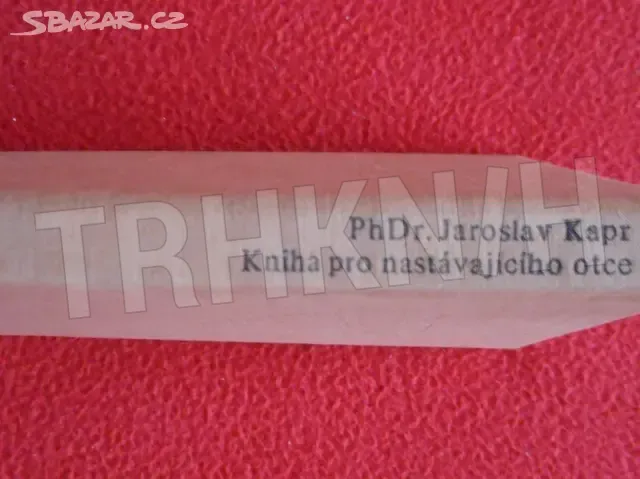 SBAZAR.CZ
TRHKNIH
PhDr. Jaroslav Kapr
Kniha pro nastávajícího otce